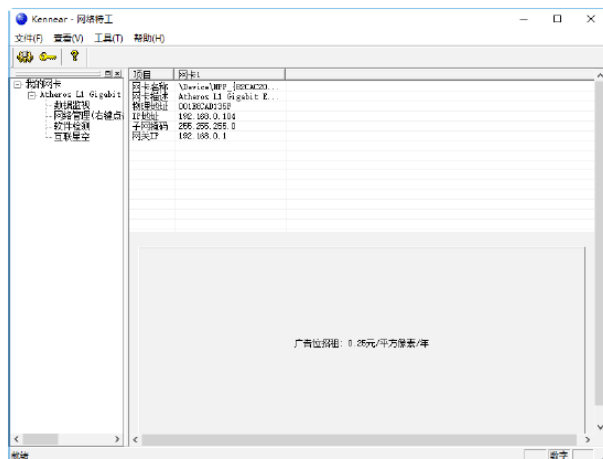 Kennear - 网络特工
文件(F) 查看(V) 工具(T) 帮助(H)
我的网卡
Atheros L1 Gigabit
数据监视
网络管理(右键点
软件检测
互联星空
项目 网卡1
网卡名称 \Device\NPF_{B2CAC20...
网卡描述 Atheros L1 Gigabit E...
物理地址
IP地址 192.168.0.104
子网掩码 255.255.255.0
网关IP 192.168.0.1
广告位招租: 0.25元/平方像素/年
就绪
数字